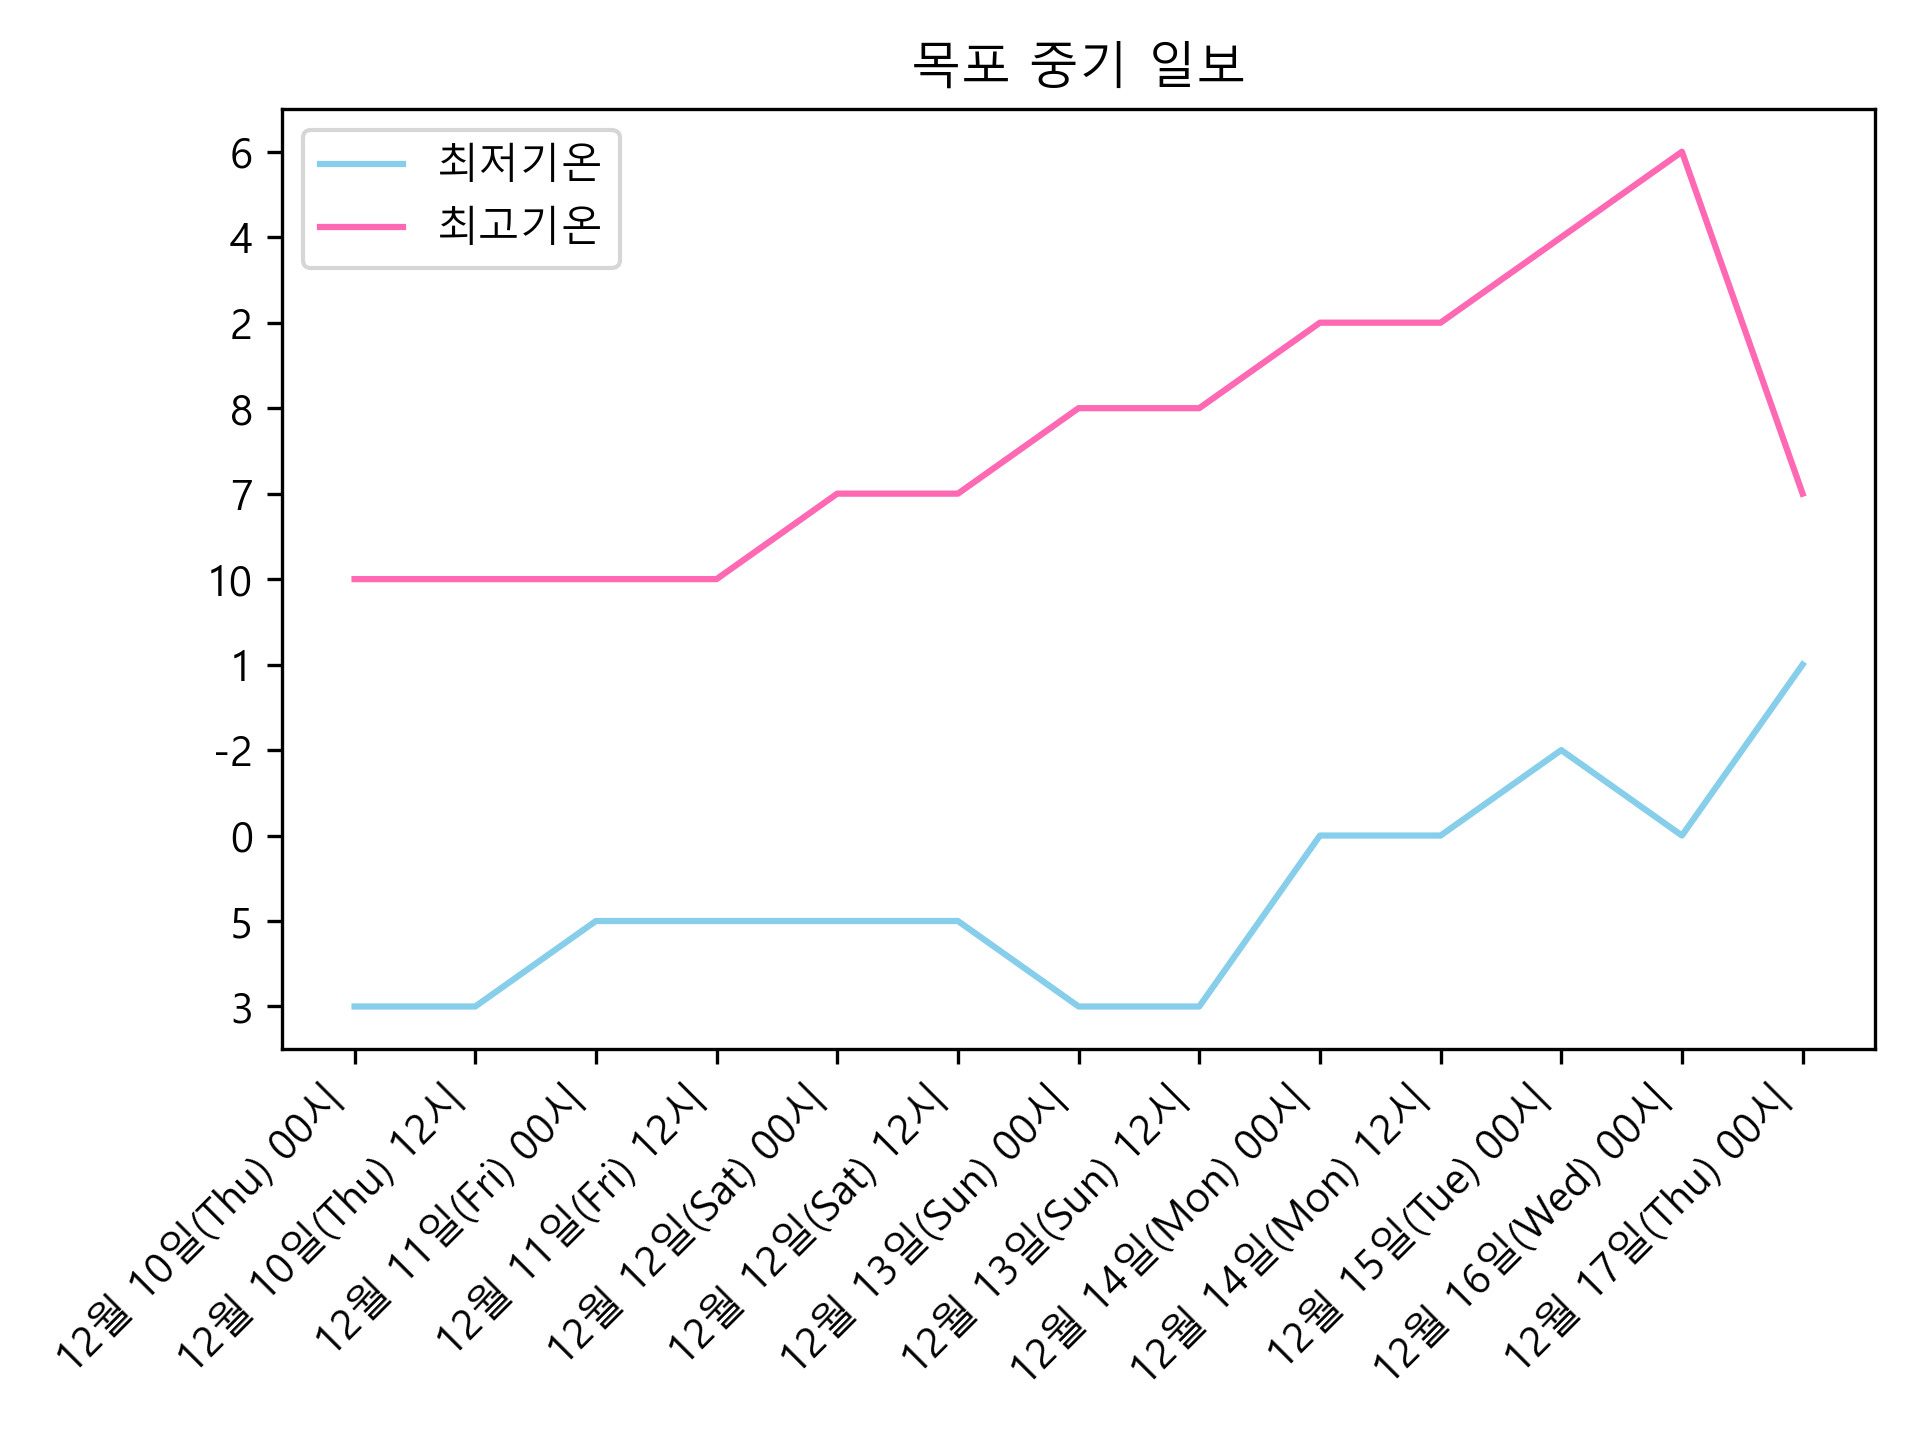 목포 중기 일보
최저기온
최고기온
6
4
2
8
7
10
1
-2
0
5
3
12월 10일(Thu) 00시
12월 10일(Thu) 12시
12월 11일(Fri) 00시
12월 11일(Fri) 12시
12월 12일(Sat) 00시
12월 12일(Sat) 12시
12월 13일(Sun) 00시
12월 13일(Sun) 12시
12월 14일(Mon) 00시
12월 14일(Mon) 12시
12월 15일(Tue) 00시
12월 16일(Wed) 00시
12월 17일(Thu) 00시